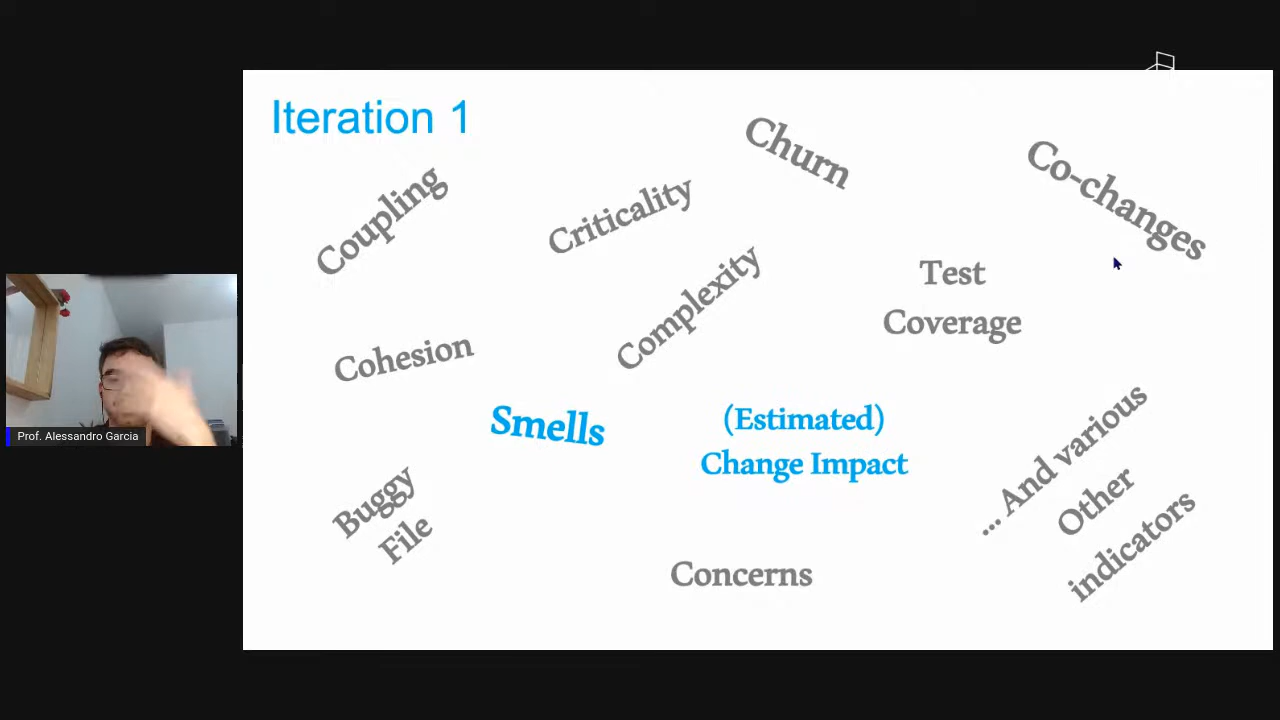 Iteration 1
Churn
Co-changes
Coupling
Criticality
Complexity
Test
Coverage
Cohesion
Smells
(Estimated)
Change Impact
... And various
Other
indicators
Buggy
File
Concerns
Prof. Alessandro Garcia